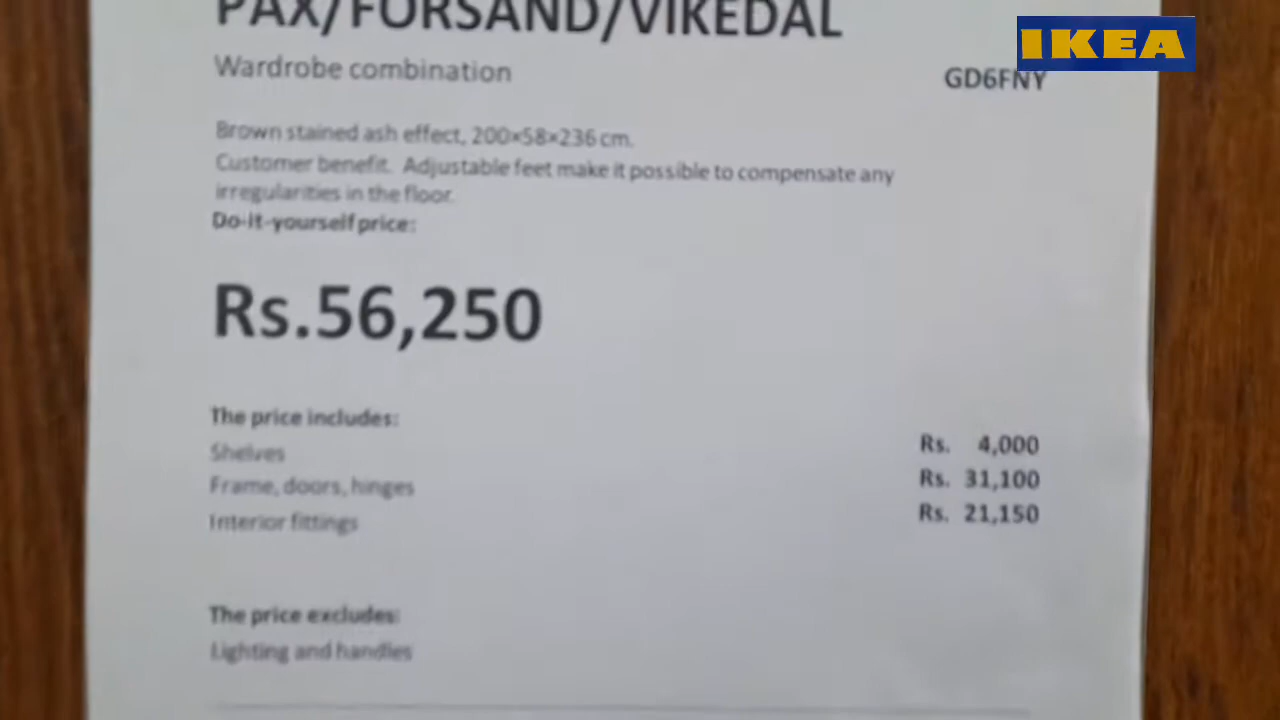 PAX/FORSAND/VIKEDAL
IKEA
Wardrobe combination GD6FNY
Brown stained ash effect, 200×58×236 cm.
Customer benefit. Adjustable feet make it possible to compensate any
irregularities in the floor.
Do-it-yourself price:
Rs.56,250
The price includes:
Shelves Rs. 4,000
Frame, doors, hinges Rs. 31,100
Interior fittings Rs. 21,150
The price excludes:
Lighting and handles